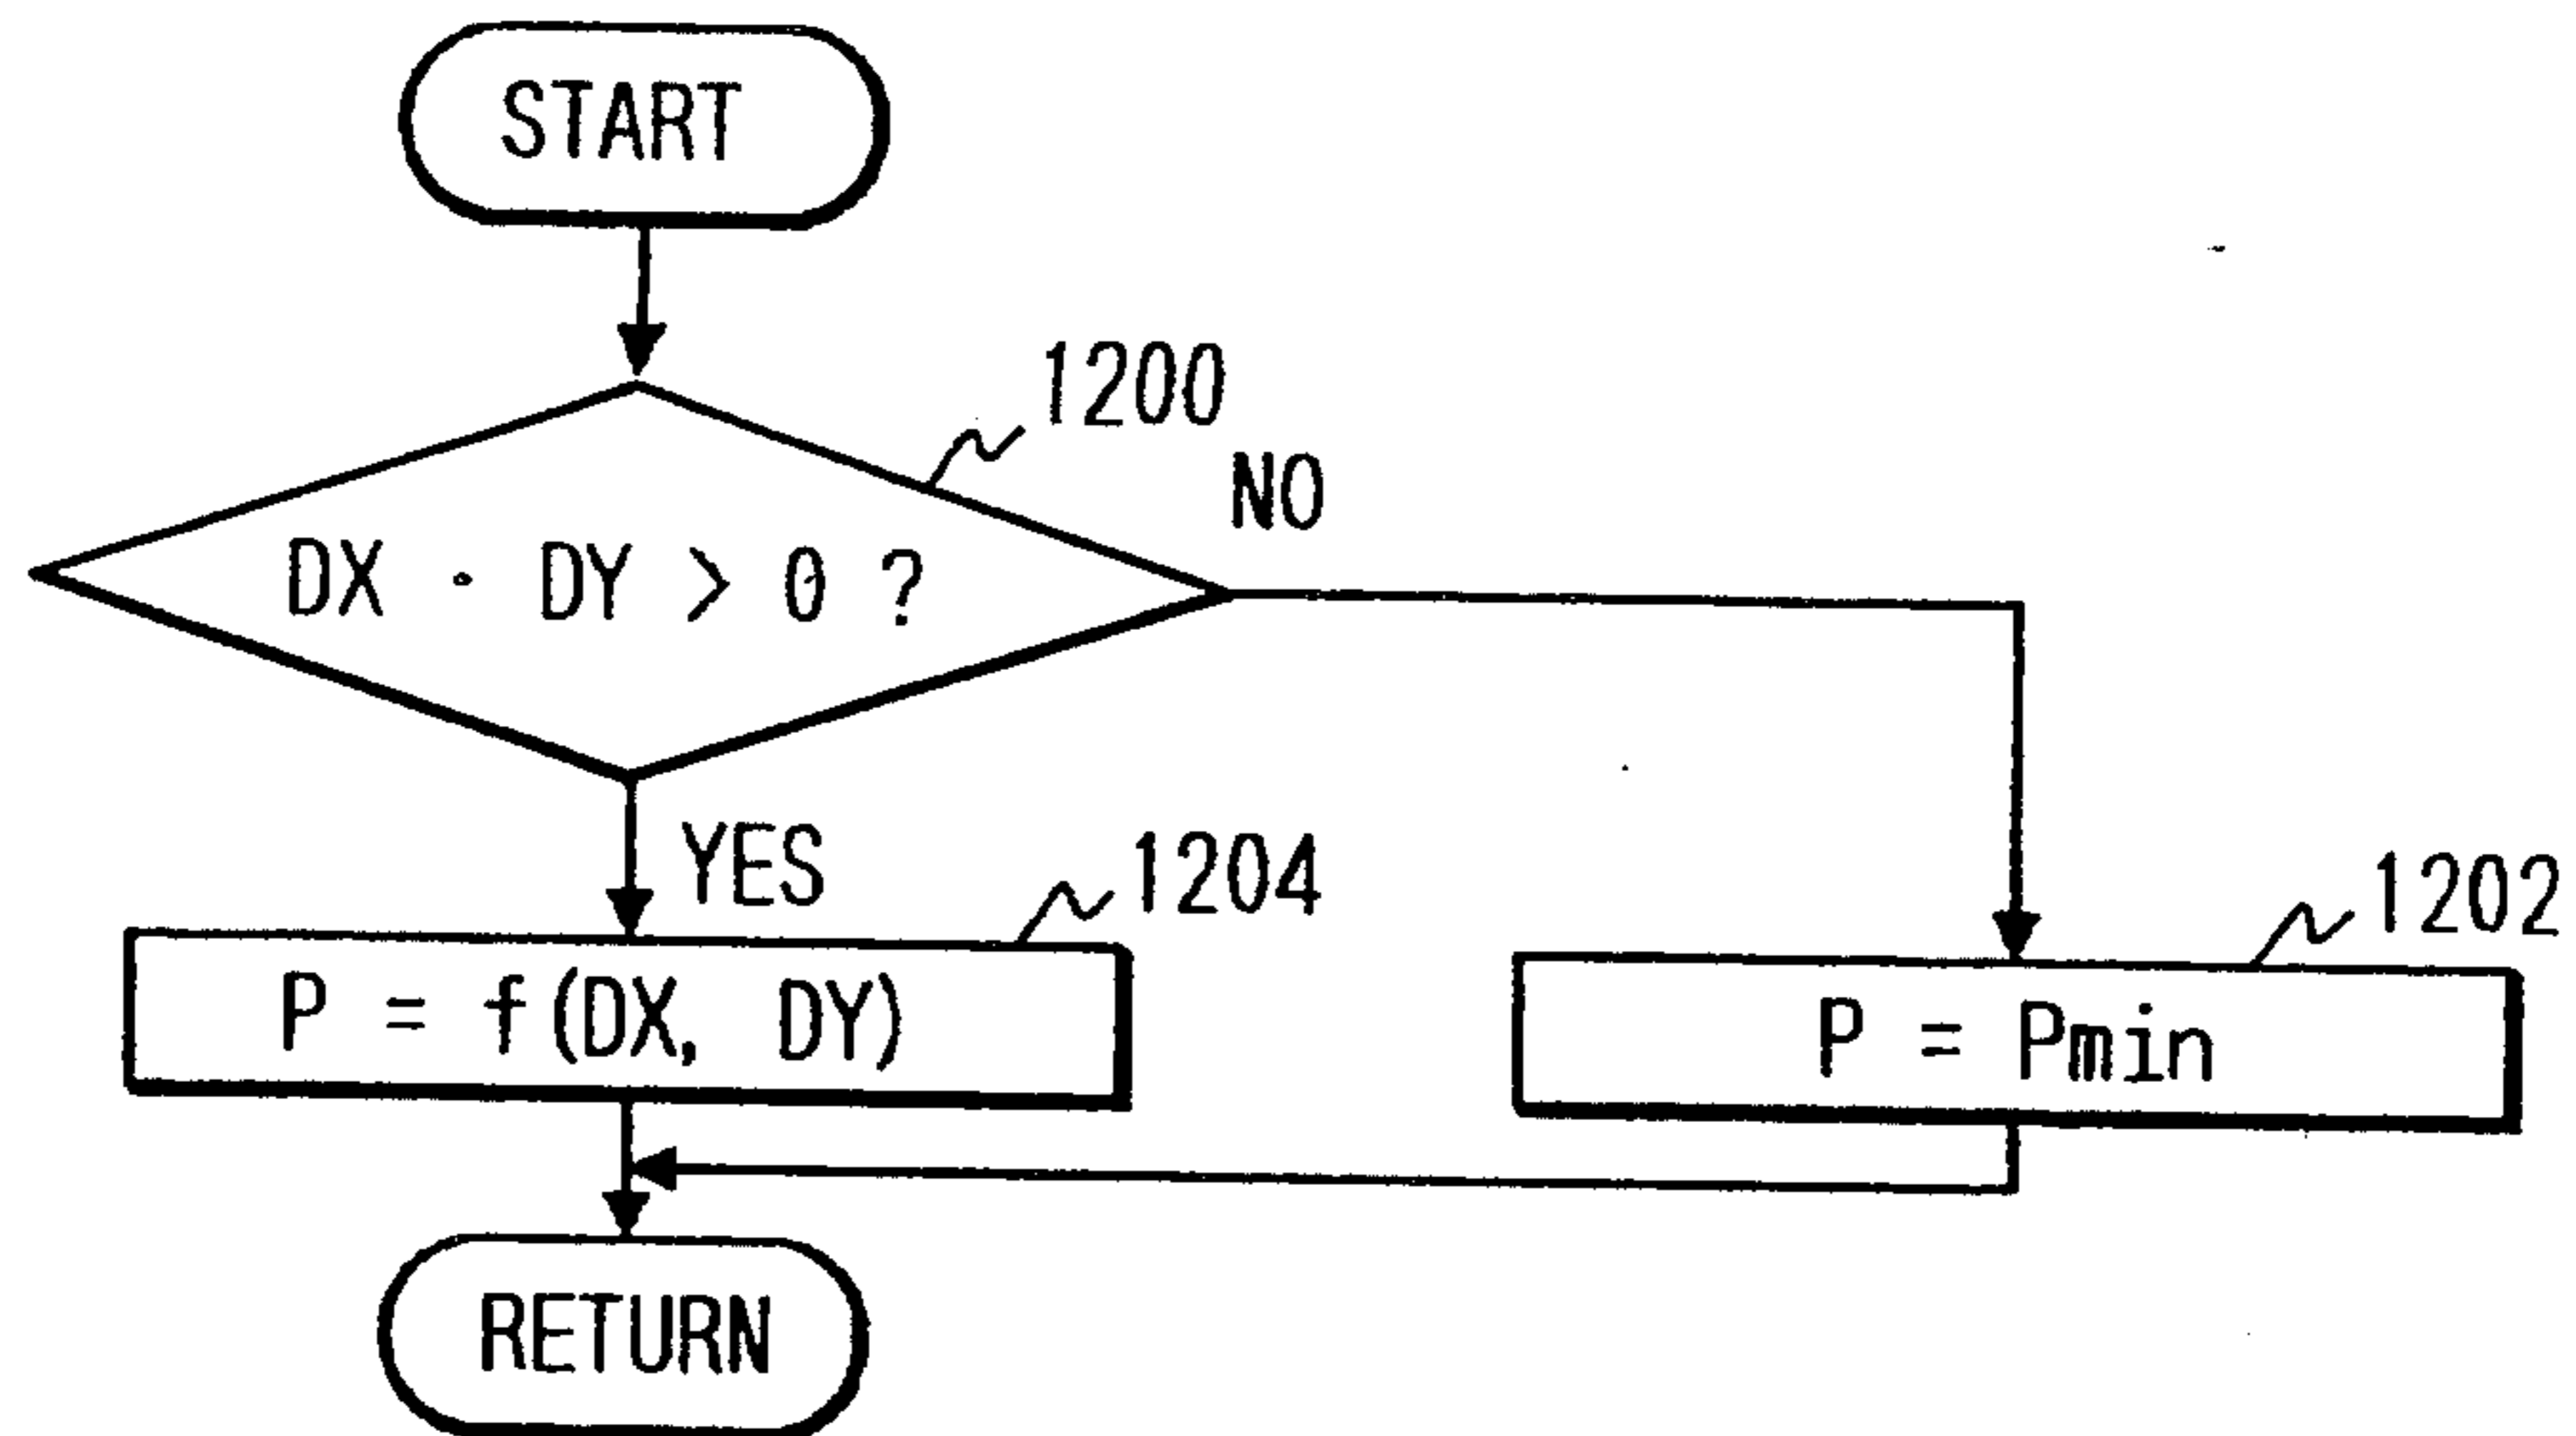 START
1200
NO
DX · DY > 0 ?
YES
1204
1202
P = f(DX, DY)
P = Pmin
RETURN